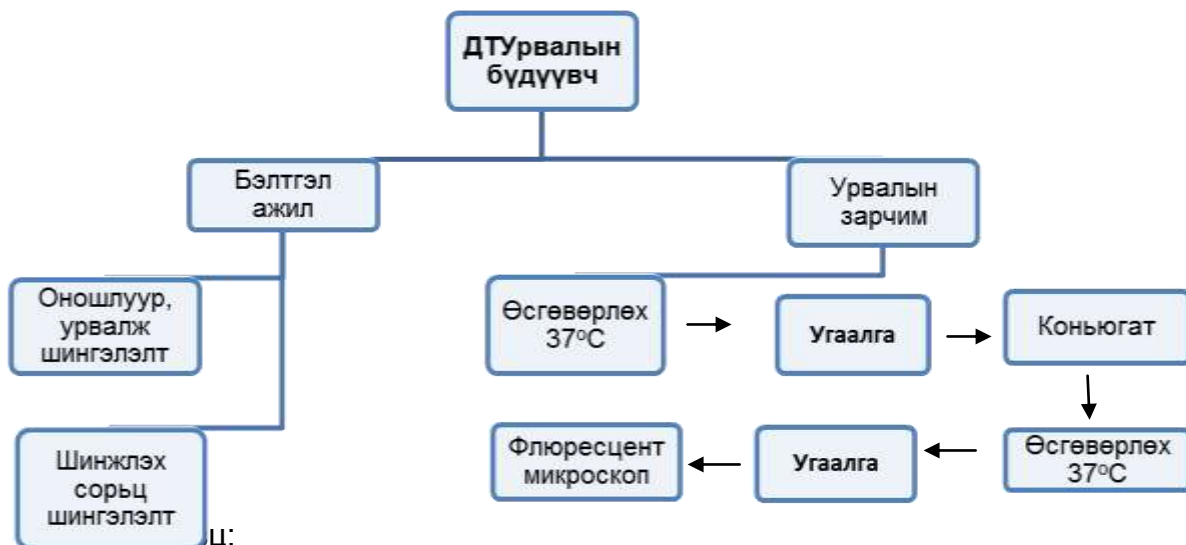 ДТУрвалын
бүдүүвч
Бэлтгэл
ажил
Урвалын
зарчим
Оношлуур,
урвалж
шингэлэлт
Өсгөвөрлөх
37°C
Угаалга
Коньюгат
Шинжлэх
сорьц
шингэлэлт
Флюресцент
микроскоп
Угаалга
Өсгөвөрлөх
37°C
ц: